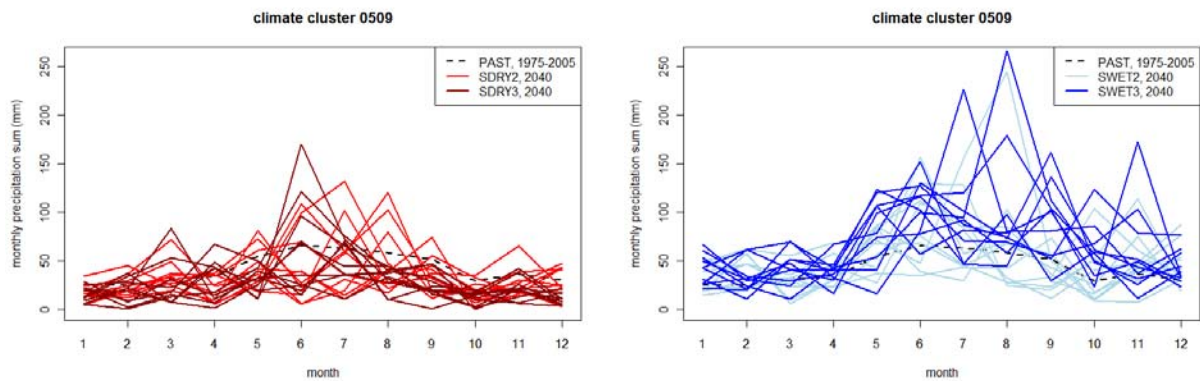 climate cluster 0509
PAST, 1975-2005
SDRY2, 2040
SDRY3, 2040
monthly precipitation sum (mm)
0 50 100 150 200 250
1 2 3 4 5 6 7 8 9 10 11 12
month
climate cluster 0509
PAST, 1975-2005
SWET2, 2040
SWET3, 2040
monthly precipitation sum (mm)
0 50 100 150 200 250
1 2 3 4 5 6 7 8 9 10 11 12
month